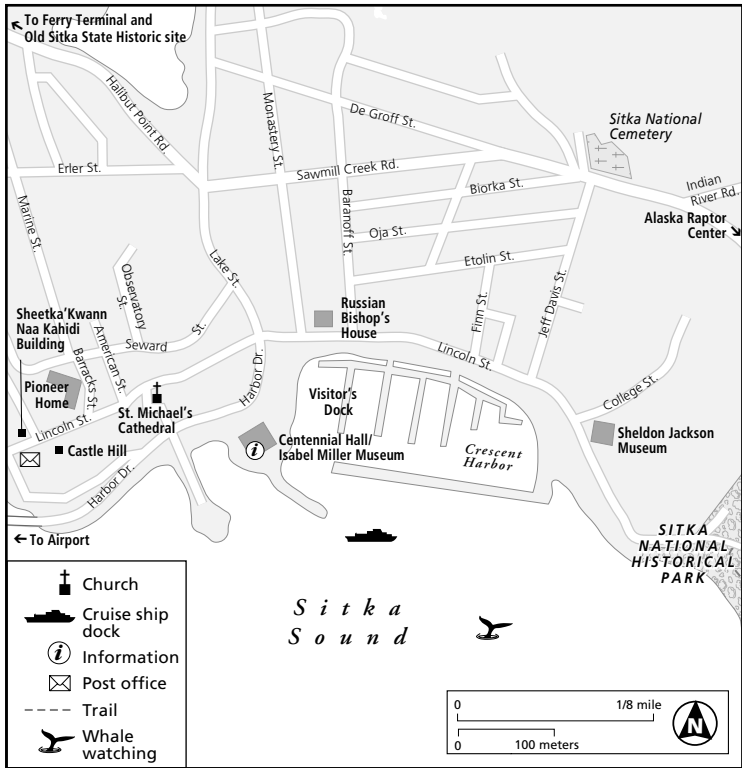 To Ferry Terminal and
Old Sitka State Historic site
Halibut Point Rd.
Monastery St.
De Groff St.
Sitka National
Cemetery
Erler St.
Sawmill Creek Rd.
Biorka St.
Indian
River Rd.
Marine St.
Baranoff St.
Oja St.
Alaska Raptor
Center
Lake St.
Observatory
St.
Etolin St.
Sheetka'Kwann
Naa Kahidi
Building
American St.
Seward
St.
Russian
Bishop's
House
Finn St.
Jeff Davis St.
Barracks St.
Lincoln St.
Pioneer
Home
Harbor Dr.
Visitor's
Dock
College St.
St. Michael's
Cathedral
Lincoln St.
Castle Hill
Centennial Hall/
Isabel Miller Museum
i
Crescent
Harbor
Sheldon Jackson
Museum
Harbor Dr.
To Airport
SITKA
NATIONAL
HISTORICAL
PARK
Sitka
Sound
Church
Cruise ship
dock
i
Information
Post office
Trail
Whale
watching
0
1/8 mile
0
100 meters
N